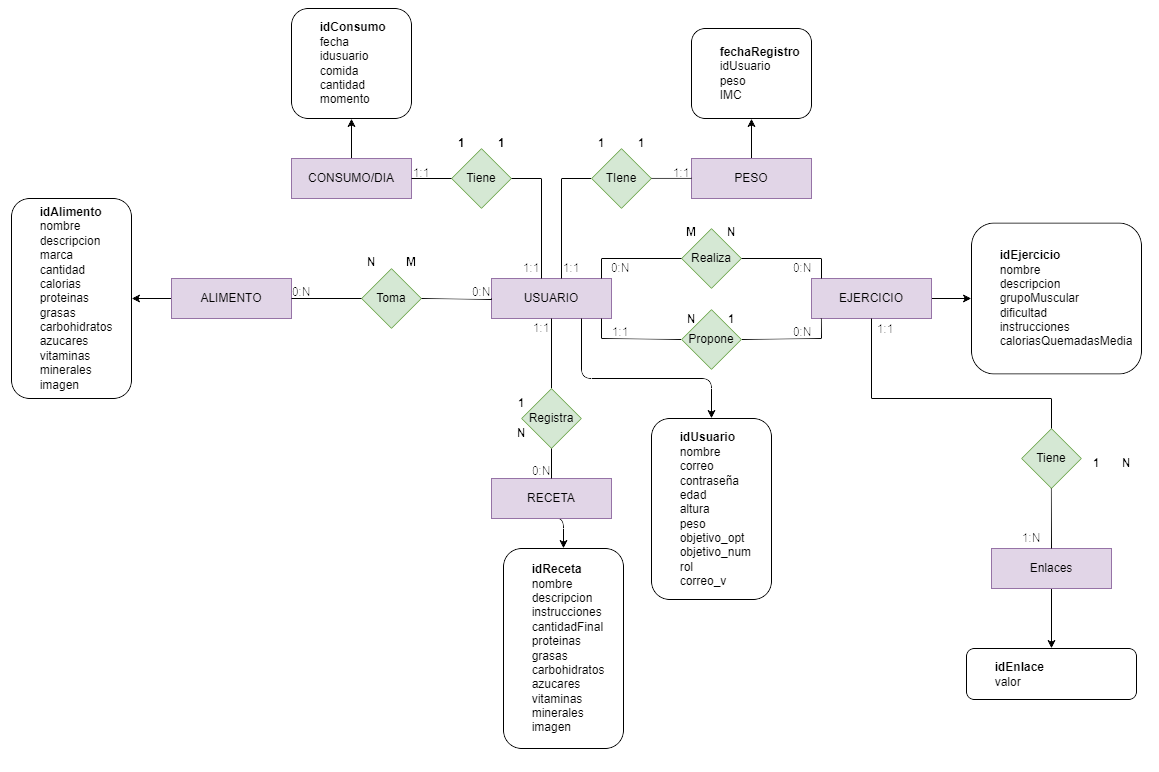 idConsumo
fecha
idusuario
comida
cantidad
momento
fechaRegistro
idUsuario
peso
IMC
1 1
1 1
CONSUMO/DIA
1:1
Tiene
TIene
1:1
PESO
idAlimento
nombre
descripcion
marca
cantidad
calorias
proteinas
grasas
carbohidratos
azucares
vitaminas
minerales
imagen
ALIMENTO
0:N
N M
Toma
0:N
1:1
1:1
USUARIO
1:1
0:N
M N
Realiza
0:N
1:1
N 1
Propone
0:N
EJERCICIO
1:1
idEjercicio
nombre
descripcion
grupoMuscular
dificultad
instrucciones
caloriasQuemadasMedia
1
Registra
N
0:N
RECETA
idUsuario
nombre
correo
contraseña
edad
altura
peso
objetivo_opt
objetivo_num
rol
correo_v
Tiene
1 N
1:N
Enlaces
idEnlace
valor
idReceta
nombre
descripcion
instrucciones
cantidadFinal
proteinas
grasas
carbohidratos
azucares
vitaminas
minerales
imagen